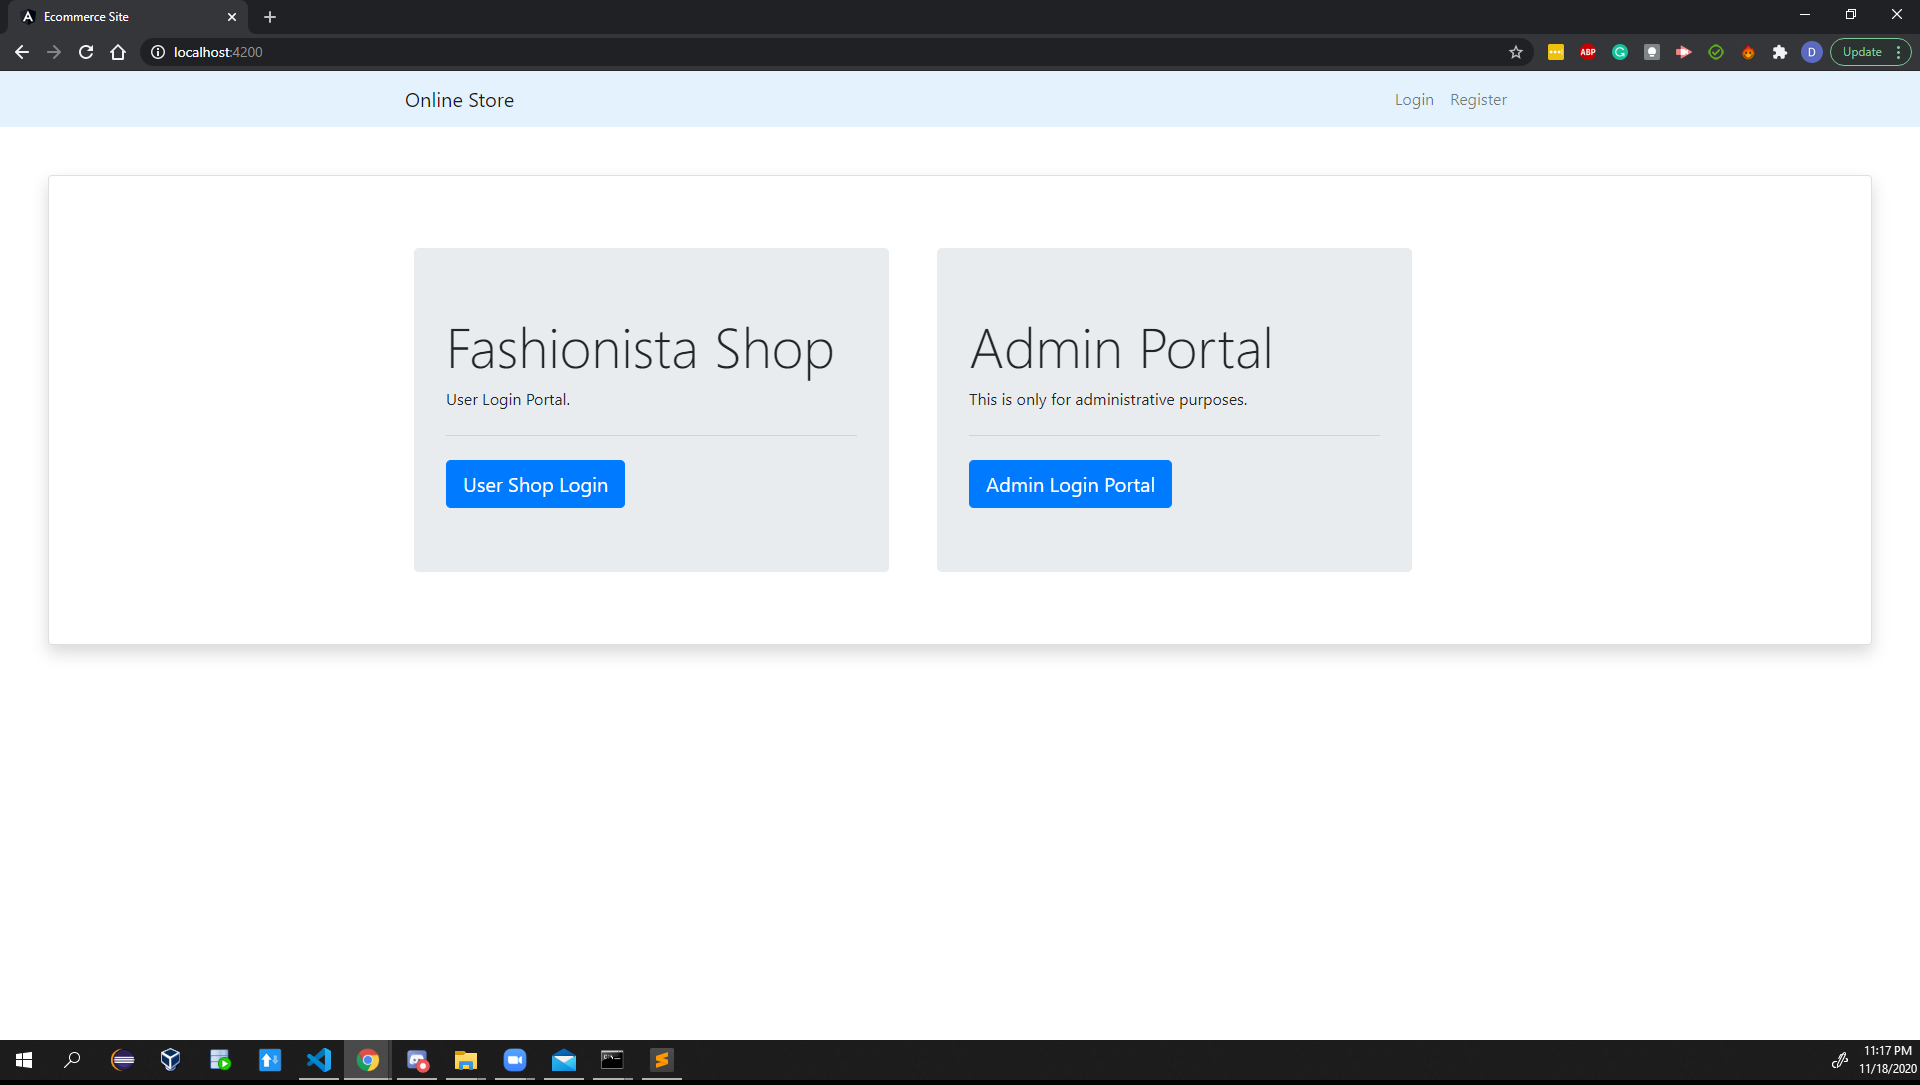 Ecommerce Site
localhost:4200
ABP
D
Update
Online Store
Login
Register
Fashionista Shop
User Login Portal.
User Shop Login
Admin Portal
This is only for administrative purposes.
Admin Login Portal
11:17 PM
11/18/2020